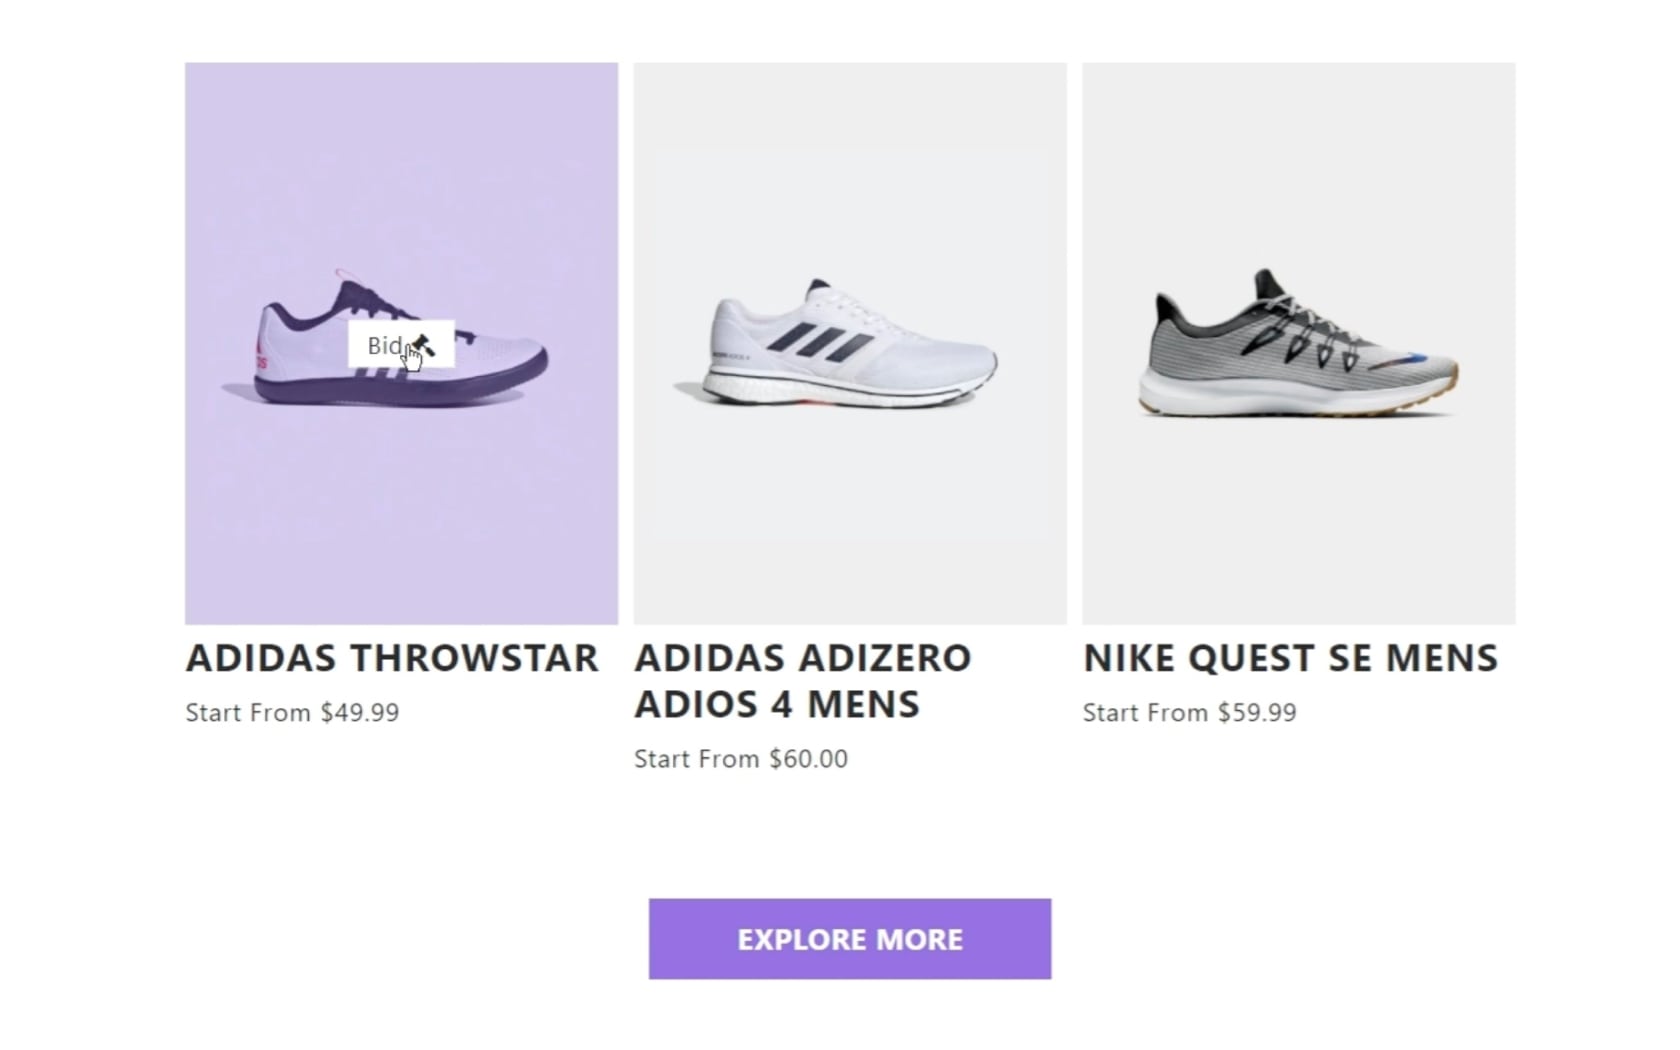 Bid
ADIDAS THROWSTAR
Start From $49.99
ADIDAS ADIZERO
ADIOS 4 MENS
Start From $60.00
NIKE QUEST SE MENS
Start From $59.99
EXPLORE MORE